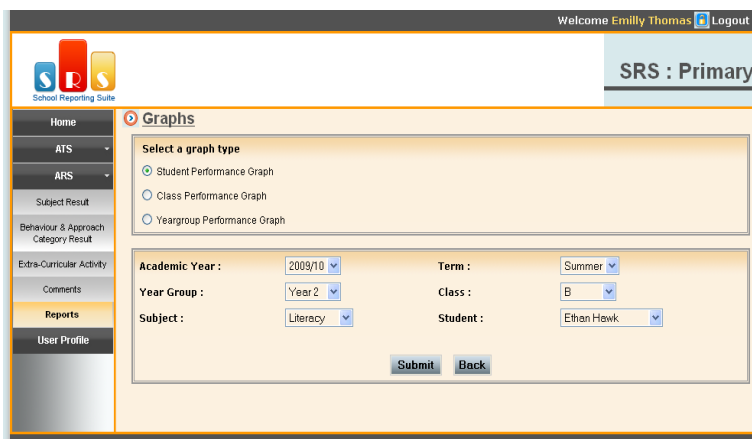 Welcome Emilly Thomas Logout
SRS
School Reporting Suite
SRS : Primary
Home
ATS
ARS
Subject Result
Behaviour & Approach
Category Result
Extra-Curricular Activity
Comments
Reports
User Profile
Graphs
Select a graph type
Student Performance Graph
Class Performance Graph
Yeargroup Performance Graph
Academic Year : 2009/10 Term : Summer
Year Group : Year 2 Class : B
Subject : Literacy Student : Ethan Hawk
Submit Back